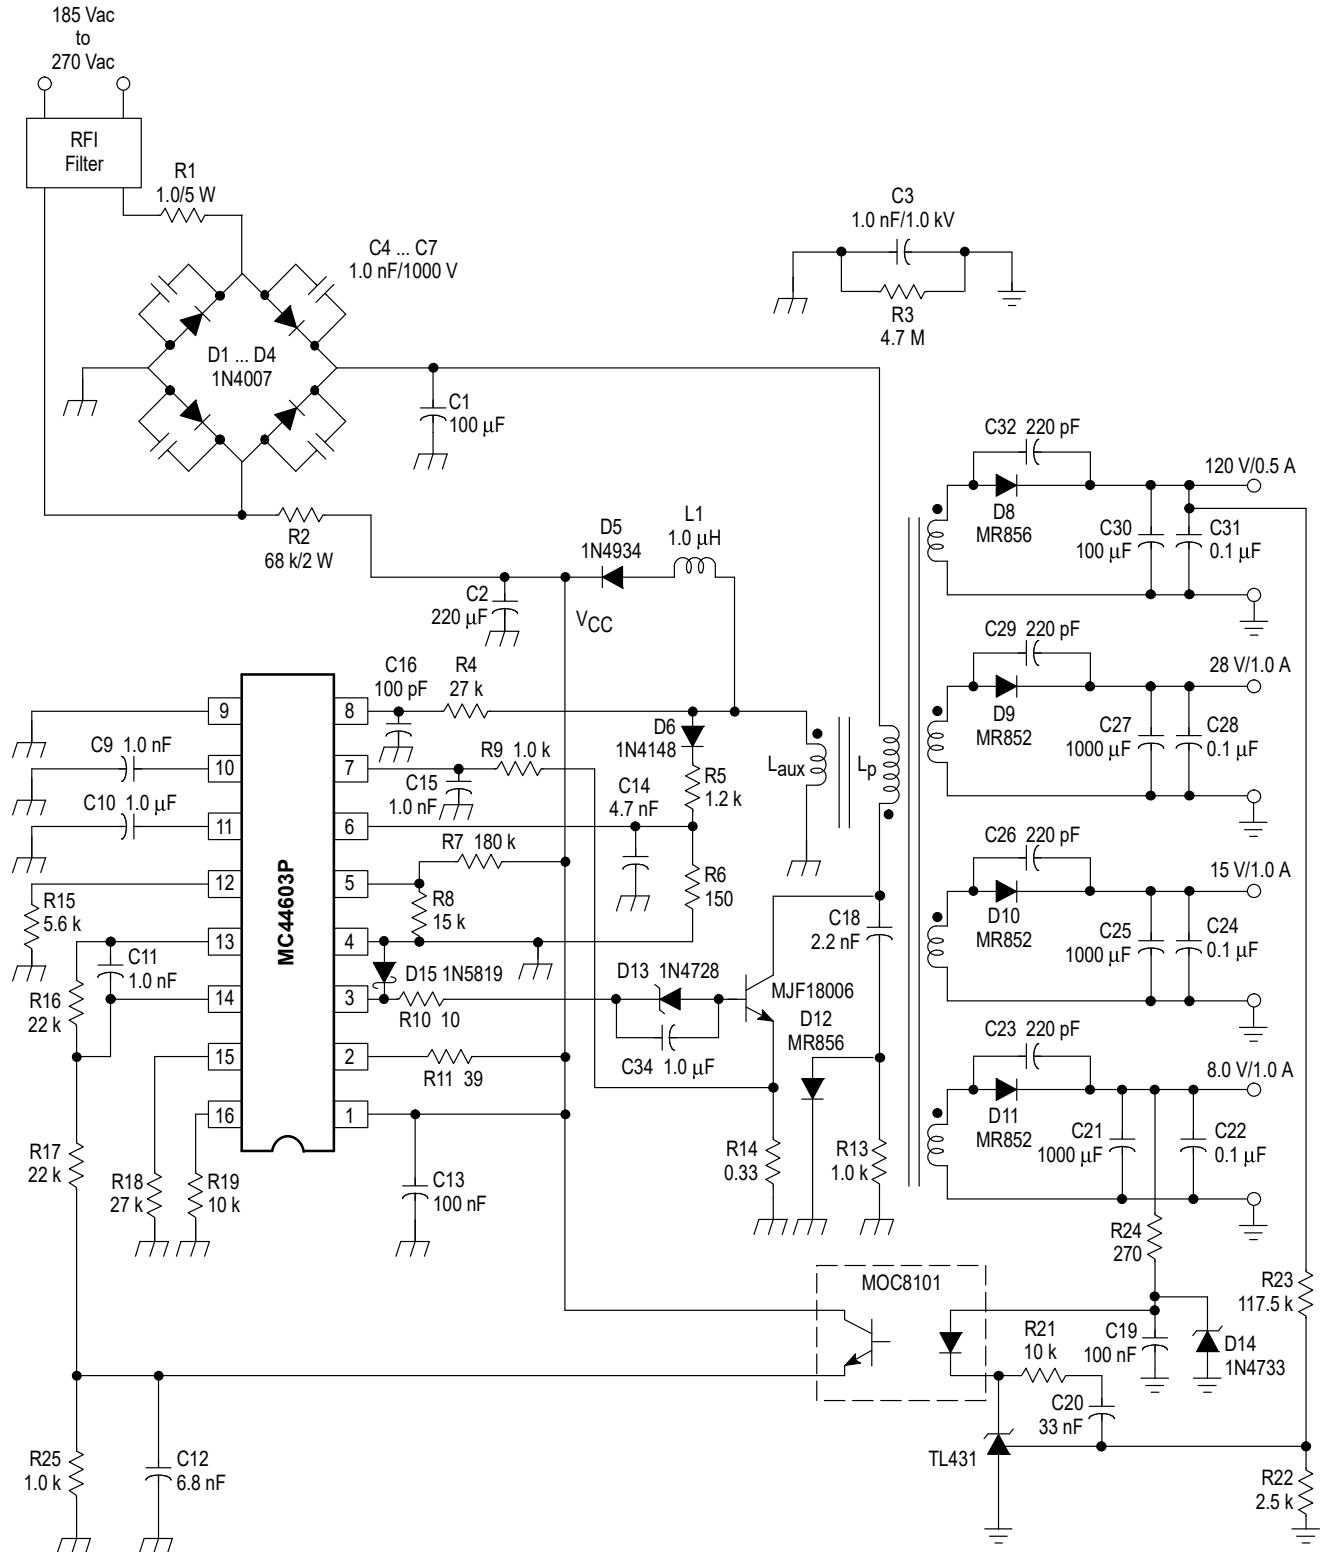 185 Vac
to
270 Vac
RFI
Filter
R1
1.0/5 W
C4 ... C7
1.0 nF/1000 V
D1 ... D4
1N4007
C3
1.0 nF/1.0 kV
R3
4.7 M
C1
100 µF
R2
68 k/2 W
D5
1N4934
L1
1.0 µH
C2
220 µF
VCC
C32 220 pF
120 V/0.5 A
D8
MR856
C30
100 µF
C31
0.1 µF
C29 220 pF
28 V/1.0 A
D9
MR852
C27
1000 µF
C28
0.1 µF
C26 220 pF
15 V/1.0 A
D10
MR852
C25
1000 µF
C24
0.1 µF
C23 220 pF
8.0 V/1.0 A
D11
MR852
C21
1000 µF
C22
0.1 µF
C16
100 pF
R4
27 k
9
8
C9 1.0 nF
10
7
C10 1.0 µF
11
6
12
5
13
4
14
3
15
2
16
1
MC44603P
D6
1N4148
R9 1.0 k
C15
1.0 nF
C14
4.7 nF
R5
1.2 k
Laux
Lp
R7 180 k
R8
15 k
R6
150
R15
5.6 k
C11
1.0 nF
R16
22 k
D15 1N5819
R10 10
D13 1N4728
C34 1.0 µF
MJF18006
C18
2.2 nF
D12
MR856
R11 39
R17
22 k
R18
27 k
R19
10 k
C13
100 nF
R14
0.33
R13
1.0 k
R24
270
R23
117.5 k
MOC8101
R21
10 k
C19
100 nF
D14
1N4733
C20
33 nF
TL431
R22
2.5 k
R25
1.0 k
C12
6.8 nF